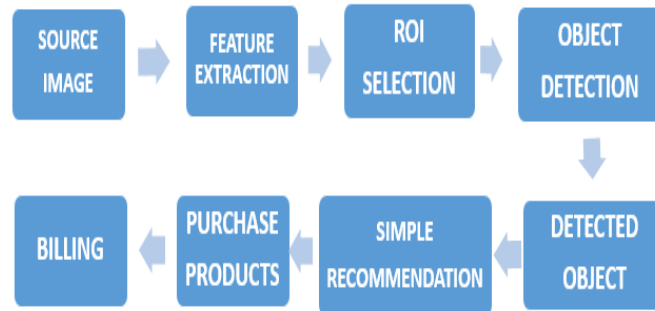 SOURCE
IMAGE
FEATURE
EXTRACTION
ROI
SELECTION
OBJECT
DETECTION
DETECTED
OBJECT
SIMPLE
RECOMMENDATION
PURCHASE
PRODUCTS
BILLING